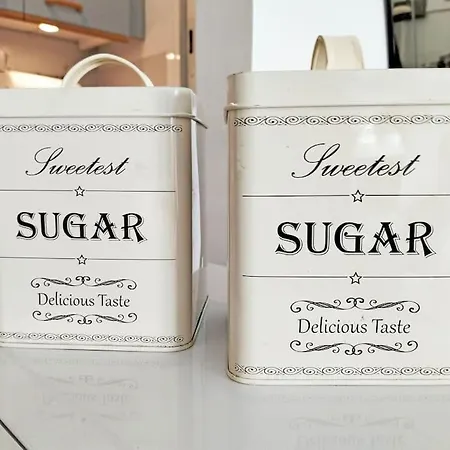 Sweetest
SUGAR
Delicious Taste
Sweetest
SUGAR
Delicious Taste